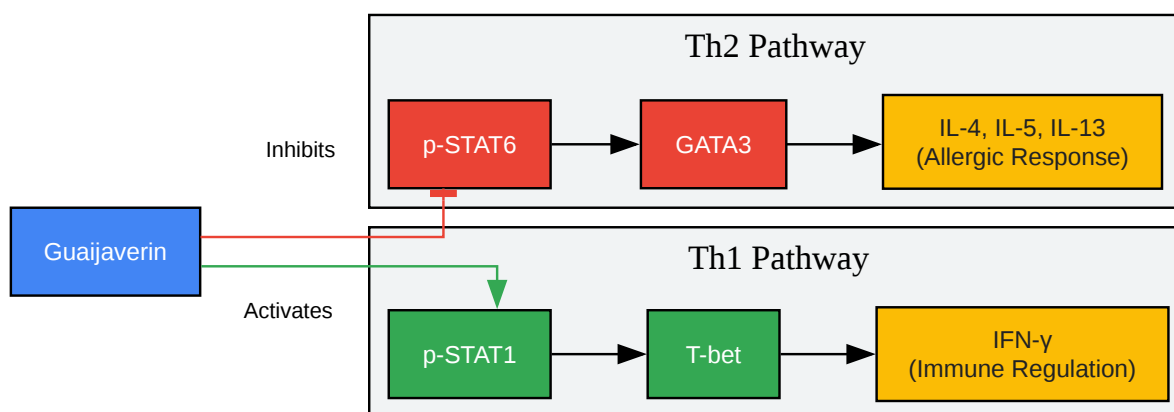 Th2 Pathway
p-STAT6
GATA3
IL-4, IL-5, IL-13
(Allergic Response)
Inhibits
Guaijaverin
Activates
Th1 Pathway
p-STAT1
T-bet
IFN-γ
(Immune Regulation)